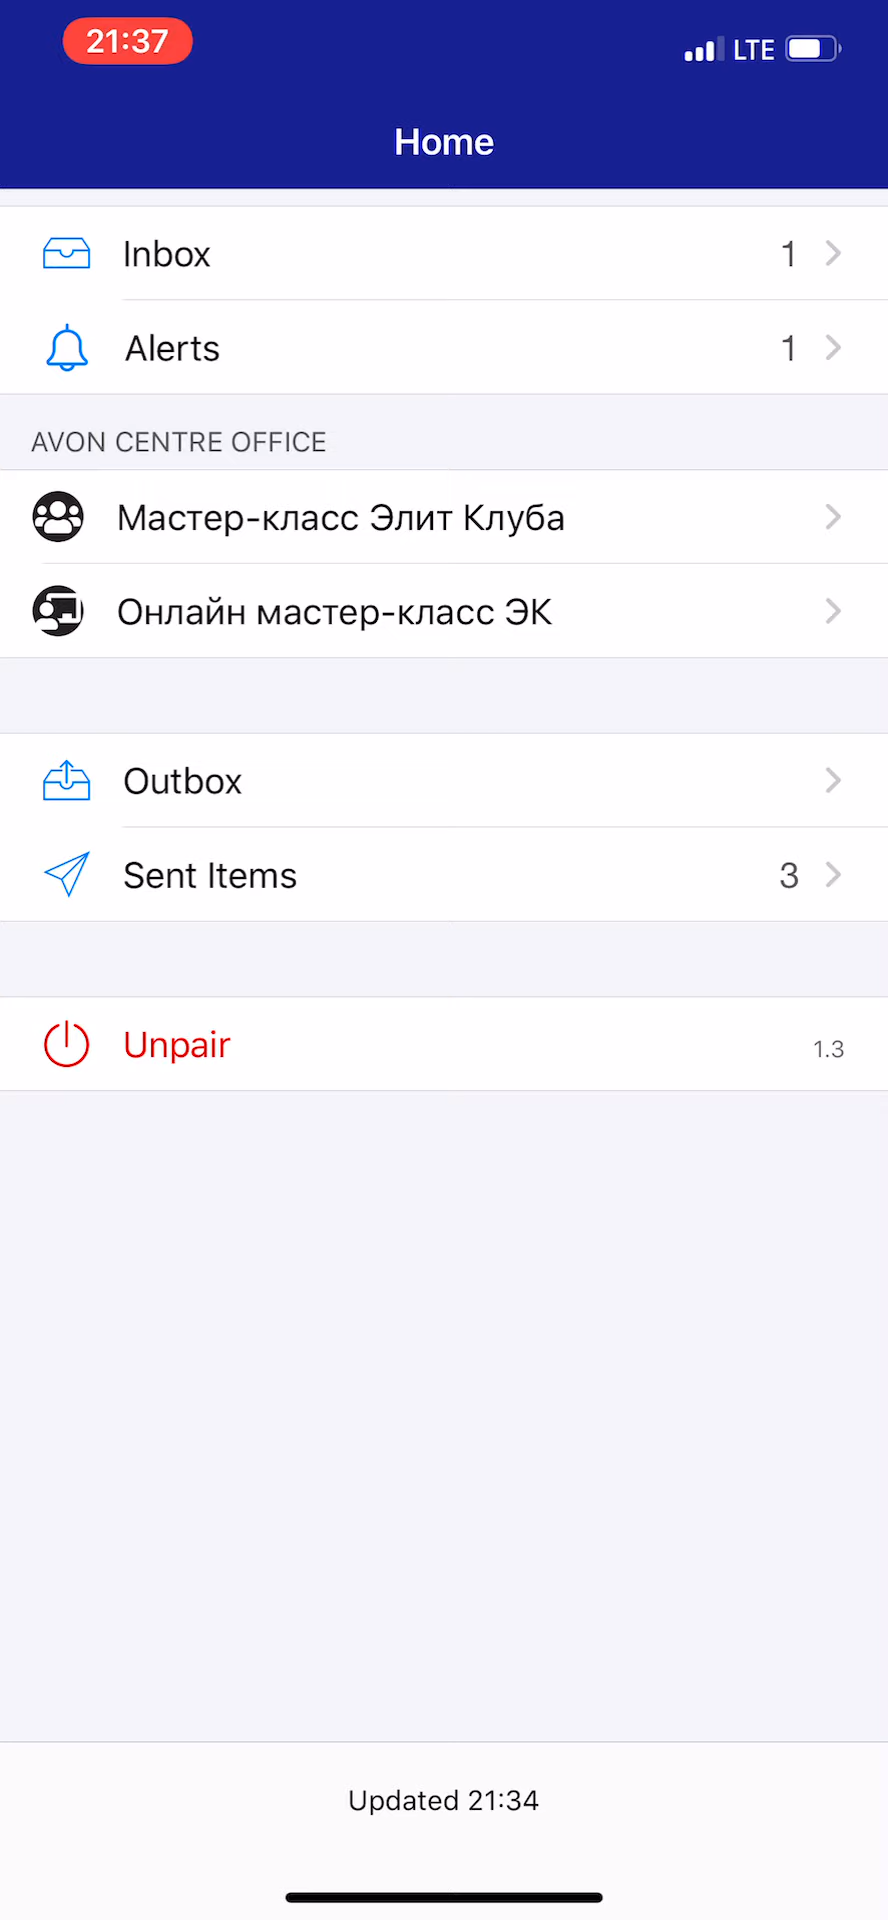 21:37
LTE
Home
Inbox 1
Alerts 1
AVON CENTRE OFFICE
Мастер-класс Элит Клуба
Онлайн мастер-класс ЭК
Outbox
Sent Items 3
Unpair 1.3
Updated 21:34